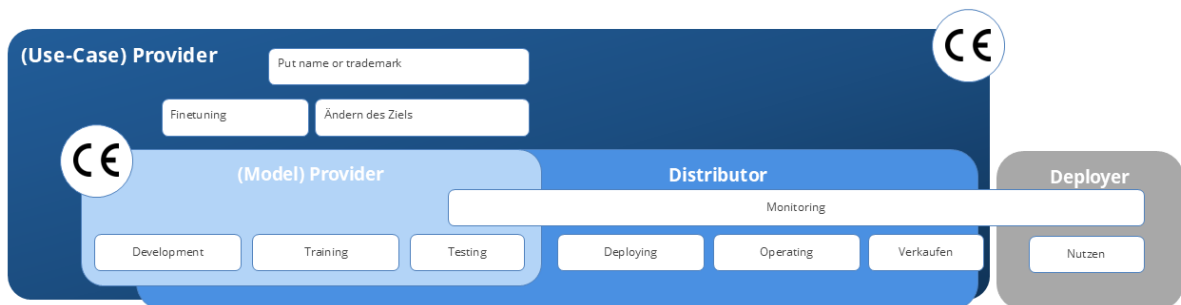 CE
(Use-Case) Provider
Put name or trademark
Finetuning
Ändern des Ziels
CE
(Model) Provider
Distributor
Deployer
Monitoring
Development
Training
Testing
Deploying
Operating
Verkaufen
Nutzen